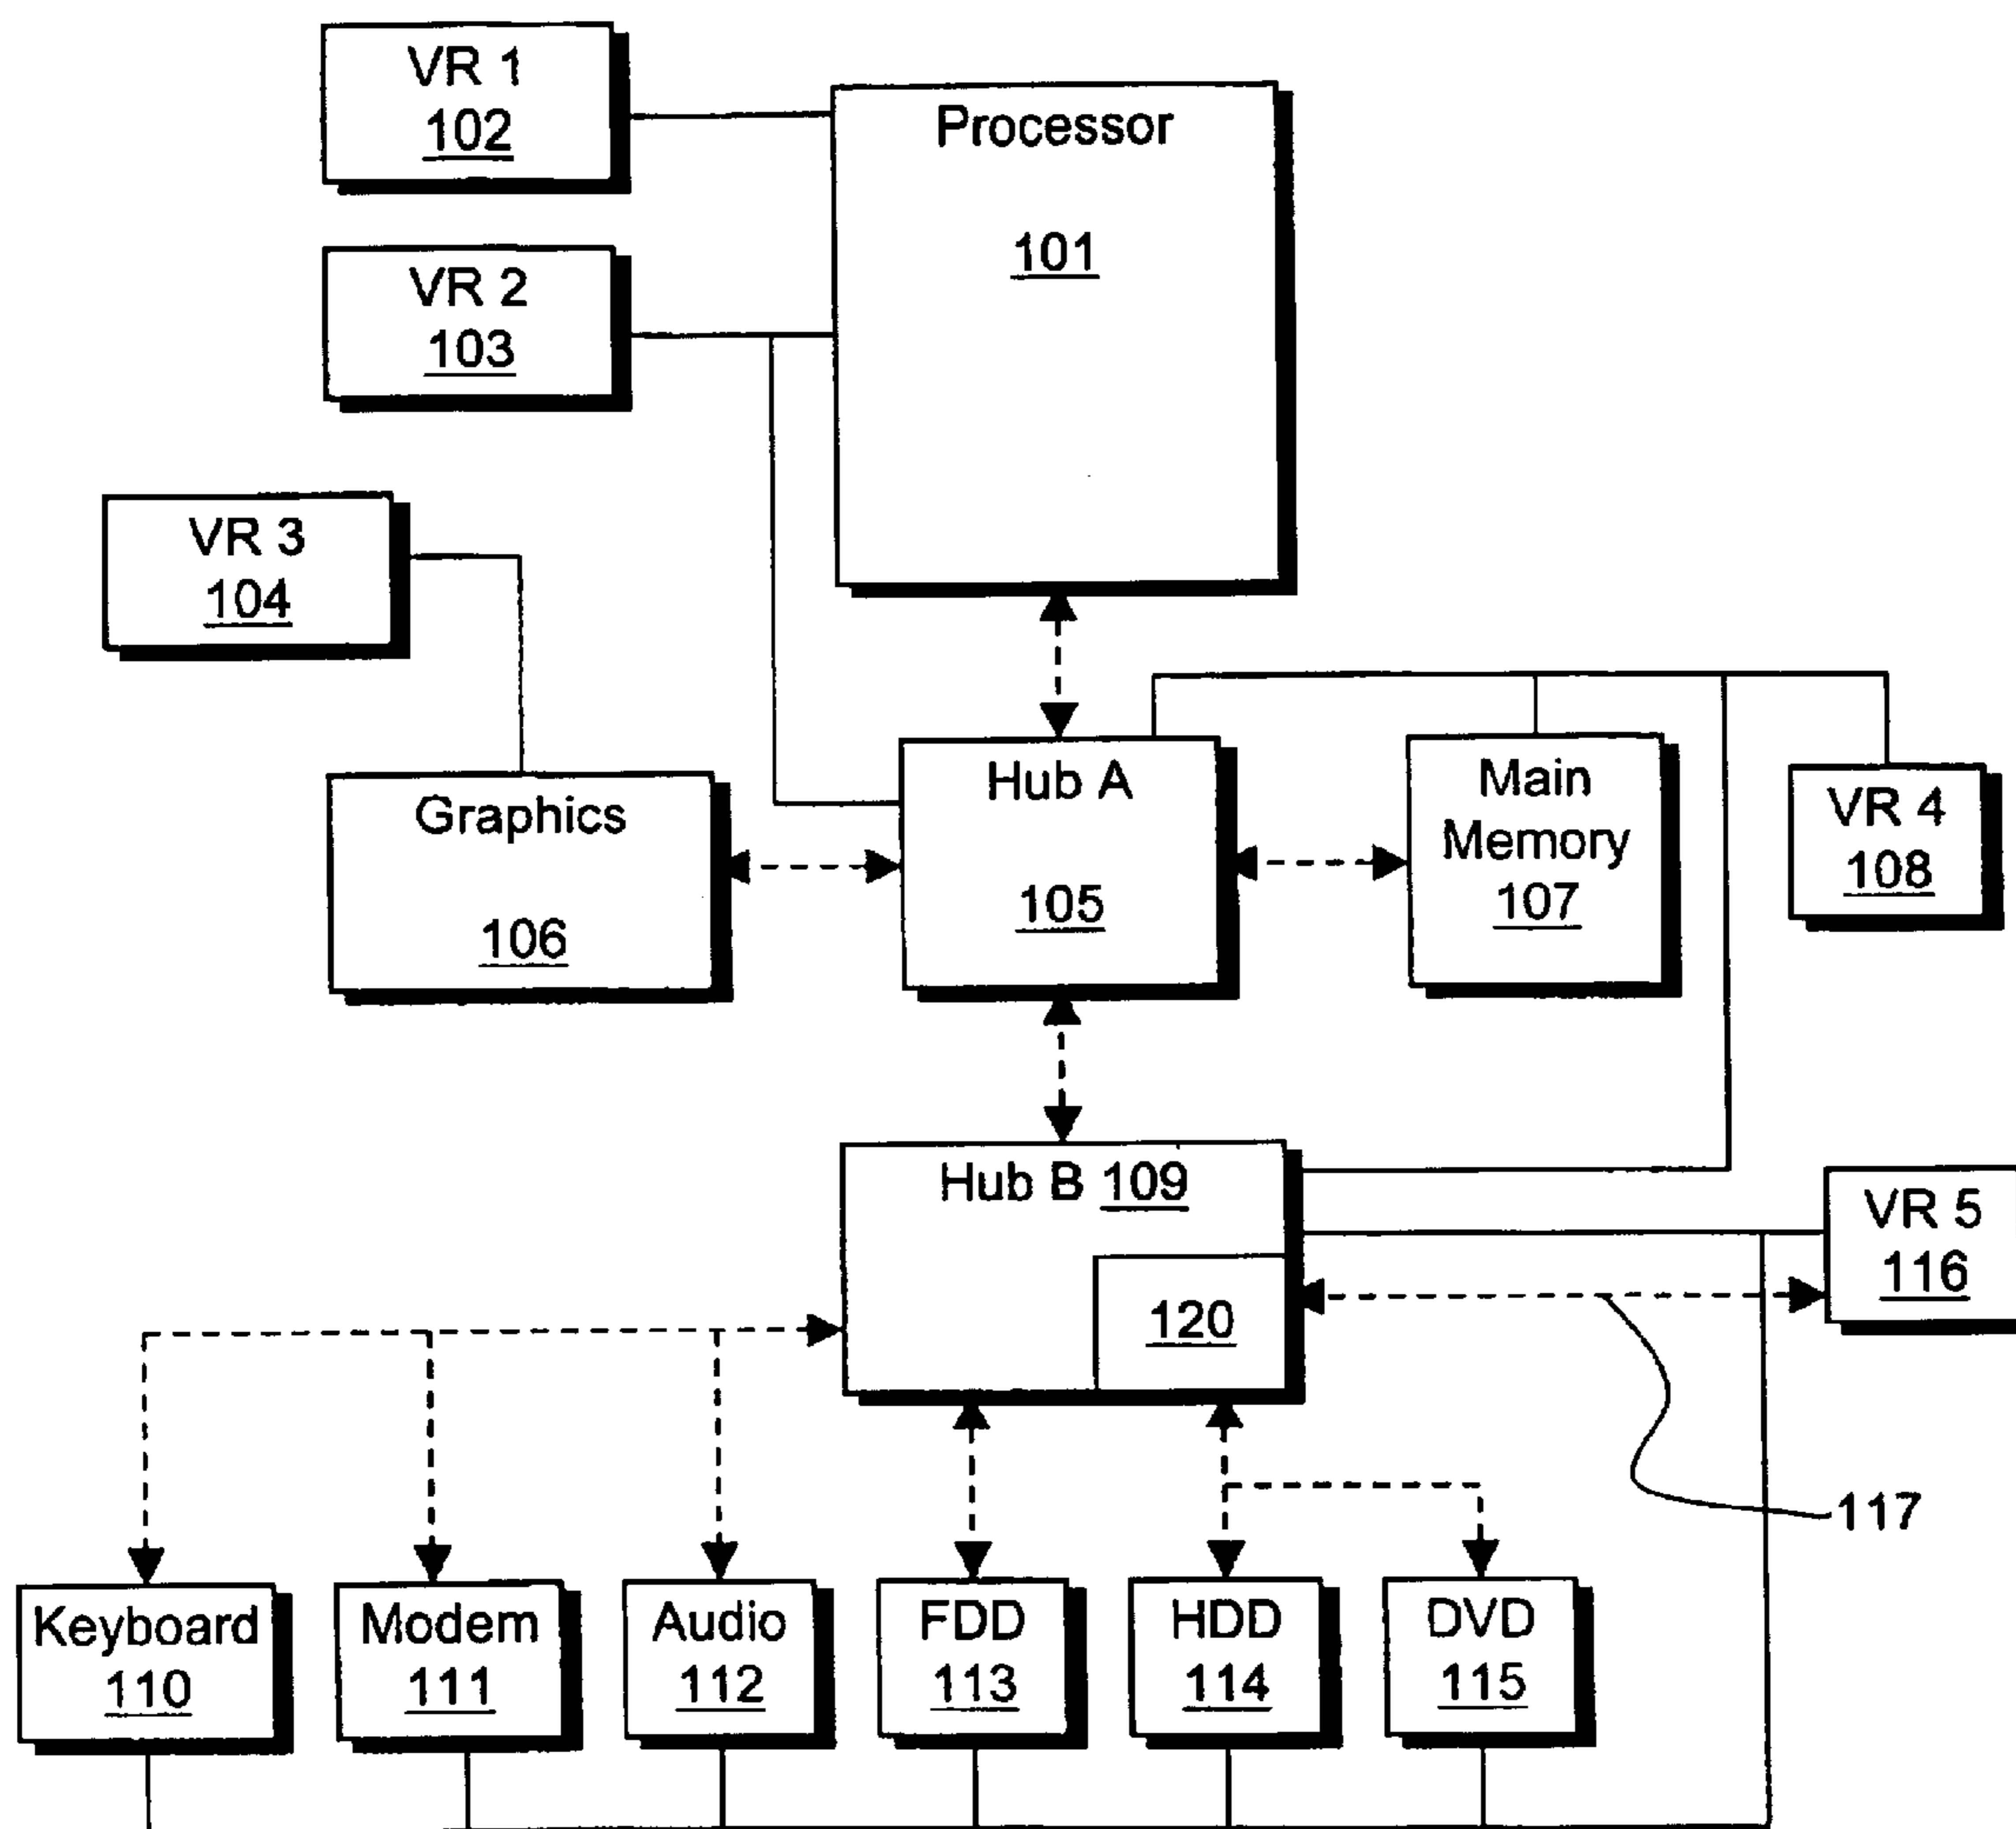 VR 1
102
Processor
101
VR 2
103
VR 3
104
Hub A
105
Graphics
106
Main
Memory
107
VR 4
108
Hub B 109
120
VR 5
116
117
Keyboard
110
Modem
111
Audio
112
FDD
113
HDD
114
DVD
115